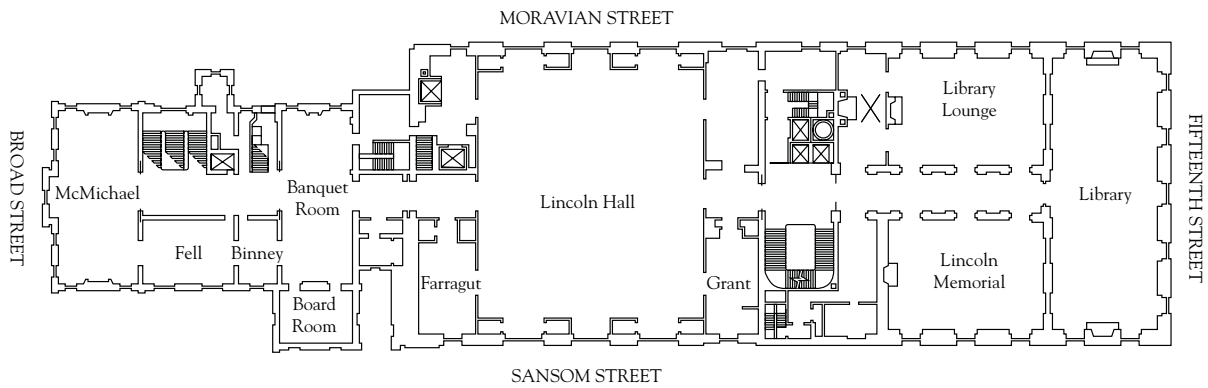 MORAVIAN STREET
BROAD STREET
McMichael
Fell
Binney
Banquet
Room
Board
Room
Farragut
Lincoln Hall
Grant
Library
Lounge
Lincoln
Memorial
Library
FIFTEENTH STREET
SANSOM STREET